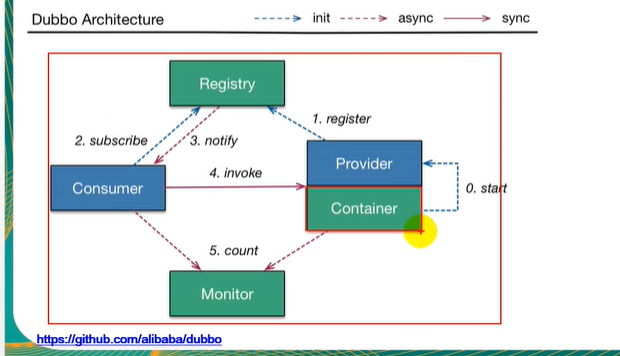 Dubbo Architecture
init
async
sync
Registry
1. register
2. subscribe
3. notify
Provider
4. invoke
Consumer
0. start
Container
5. count
Monitor
https://github.com/alibaba/dubbo